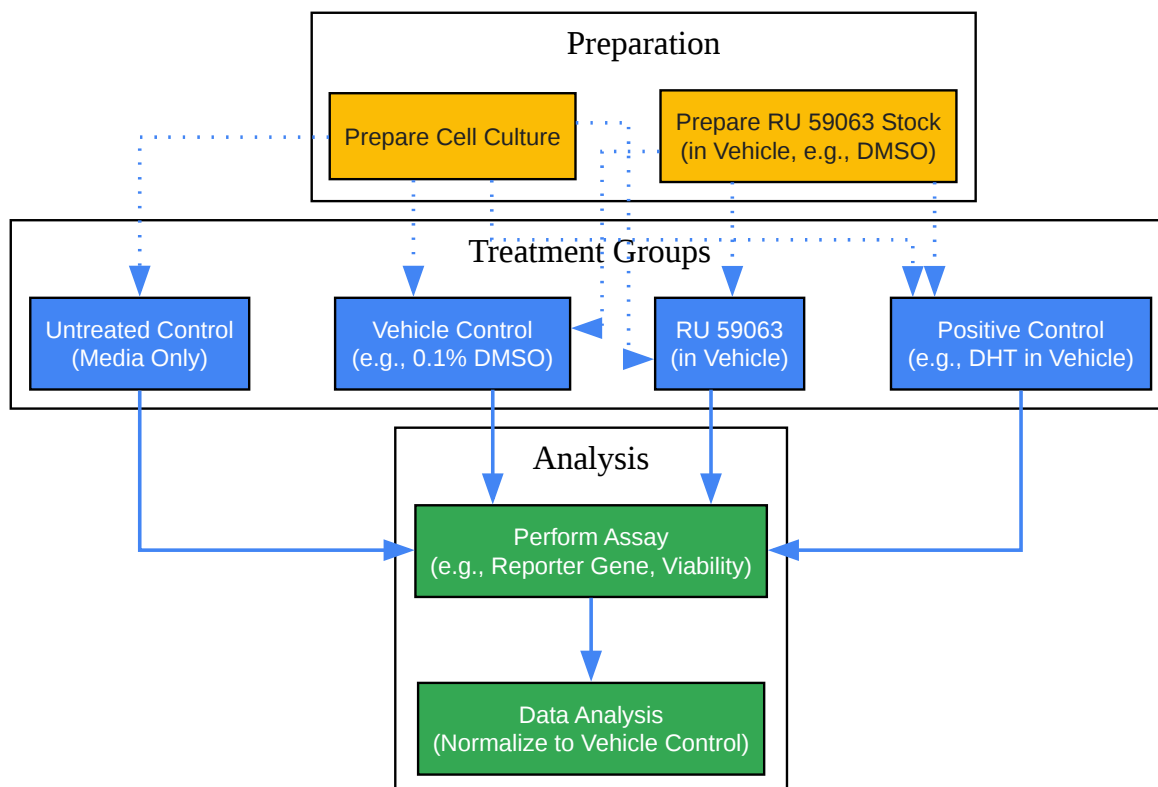 Preparation
Prepare Cell Culture
Prepare RU 59063 Stock
(in Vehicle, e.g., DMSO)
Treatment Groups
Untreated Control
(Media Only)
Vehicle Control
(e.g., 0.1% DMSO)
RU 59063
(in Vehicle)
Positive Control
(e.g., DHT in Vehicle)
Analysis
Perform Assay
(e.g., Reporter Gene, Viability)
Data Analysis
(Normalize to Vehicle Control)